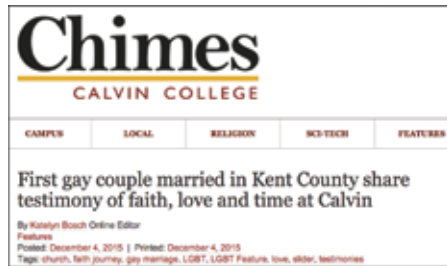 Chimes
CALVIN COLLEGE
CAMPUS LOCAL RELIGION SCI-TECH FEATURES
First gay couple married in Kent County share
testimony of faith, love and time at Calvin
By Katelyn Bosch Online Editor
Features
Posted: December 4, 2015 | Printed: December 4, 2015
Tags: church, faith journey, gay marriage, LGBT, LGBT Feature, love, slider, testimonies